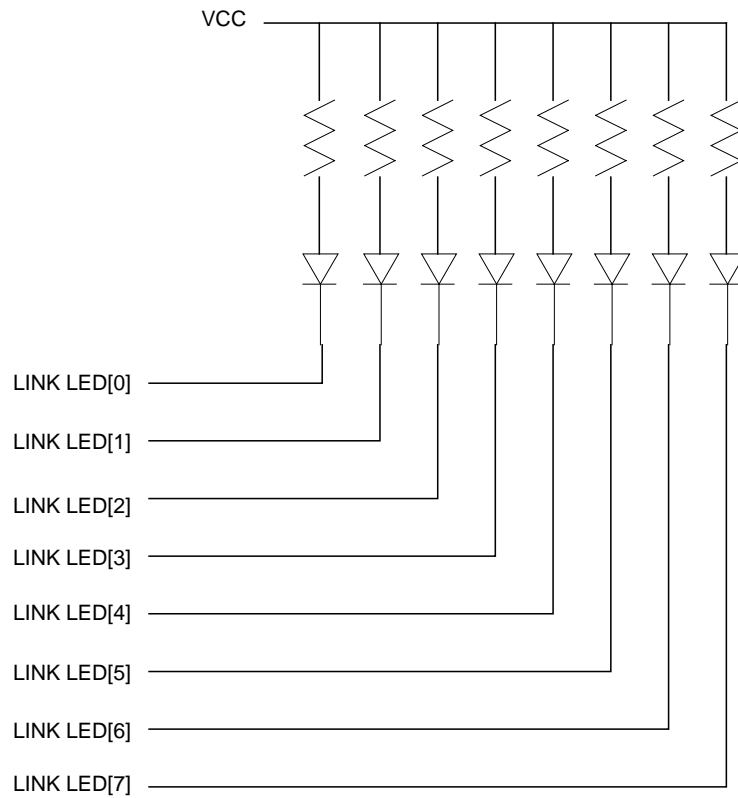 VCC
LINK LED[0]
LINK LED[1]
LINK LED[2]
LINK LED[3]
LINK LED[4]
LINK LED[5]
LINK LED[6]
LINK LED[7]